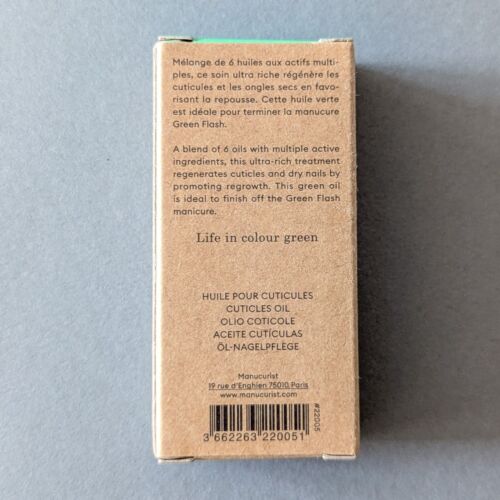 Mélange de 6 huiles aux actifs multi-
ples, ce soin ultra riche régénère les
cuticules et les ongles secs en favo-
risant la repousse. Cette huile verte
est idéale pour terminer la manucure
Green Flash.
A blend of 6 oils with multiple active
ingredients, this ultra-rich treatment
regenerates cuticles and dry nails by
promoting regrowth. This green oil
is ideal to finish off the Green Flash
manicure.
Life in colour green
HUILE POUR CUTICULES
CUTICLES OIL
OLIO COTICOLE
ACEITE CUTÍCULAS
ÖL-NAGELPFLÈGE
Manucurist
19 rue d'Enghien 75010 Paris
www.manucurist.com
#22005
3 662263 220051